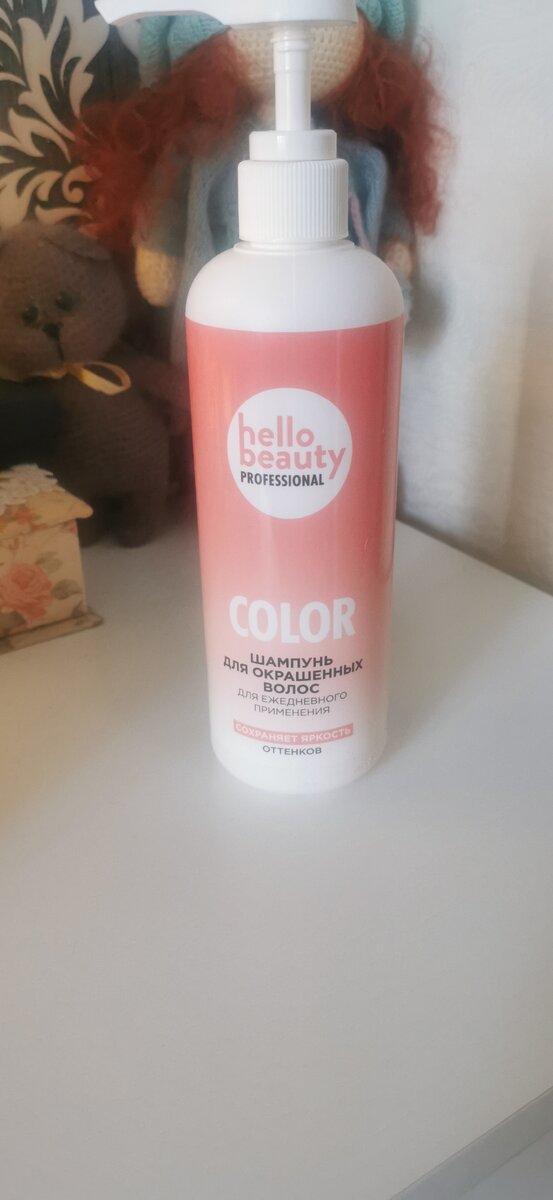 hello
beauty
PROFESSIONAL
COLOR
ШАМПУНЬ
ДЛЯ ОКРАШЕННЫХ
ВОЛОС
ДЛЯ ЕЖЕДНЕВНОГО
ПРИМЕНЕНИЯ
СОХРАНЯЕТ ЯРКОСТЬ
ОТТЕНКОВ